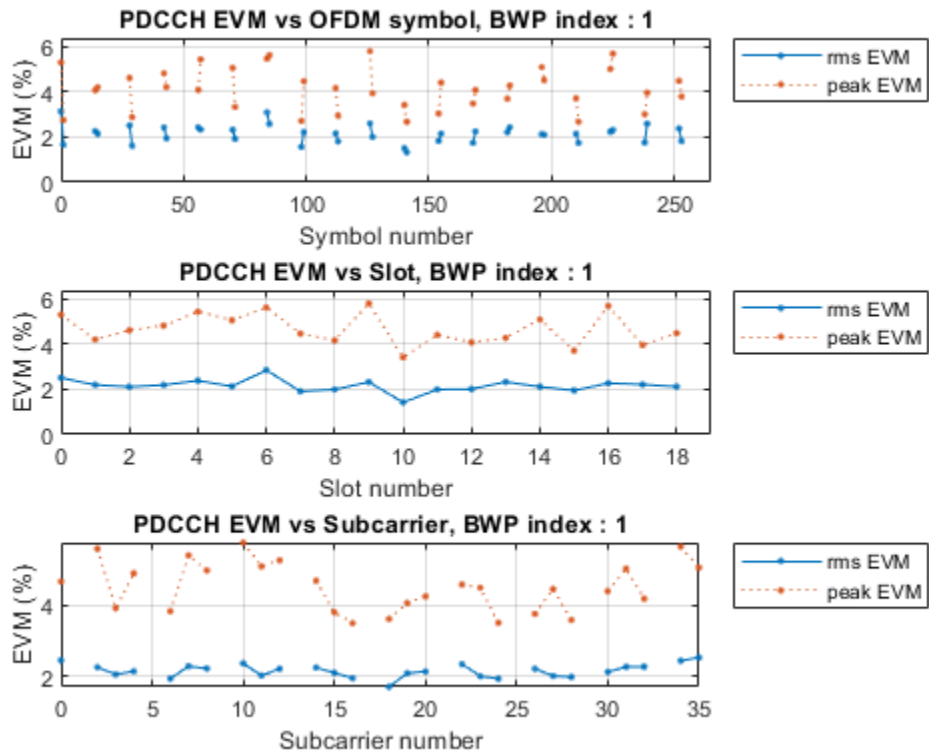 PDCCH EVM vs OFDM symbol, BWP index : 1
EVM (%)
6
4
2
0
0 50 100 150 200 250
Symbol number
rms EVM
peak EVM
PDCCH EVM vs Slot, BWP index : 1
EVM (%)
6
4
2
0
0 2 4 6 8 10 12 14 16 18
Slot number
rms EVM
peak EVM
PDCCH EVM vs Subcarrier, BWP index : 1
EVM (%)
4
2
0 5 10 15 20 25 30 35
Subcarrier number
rms EVM
peak EVM